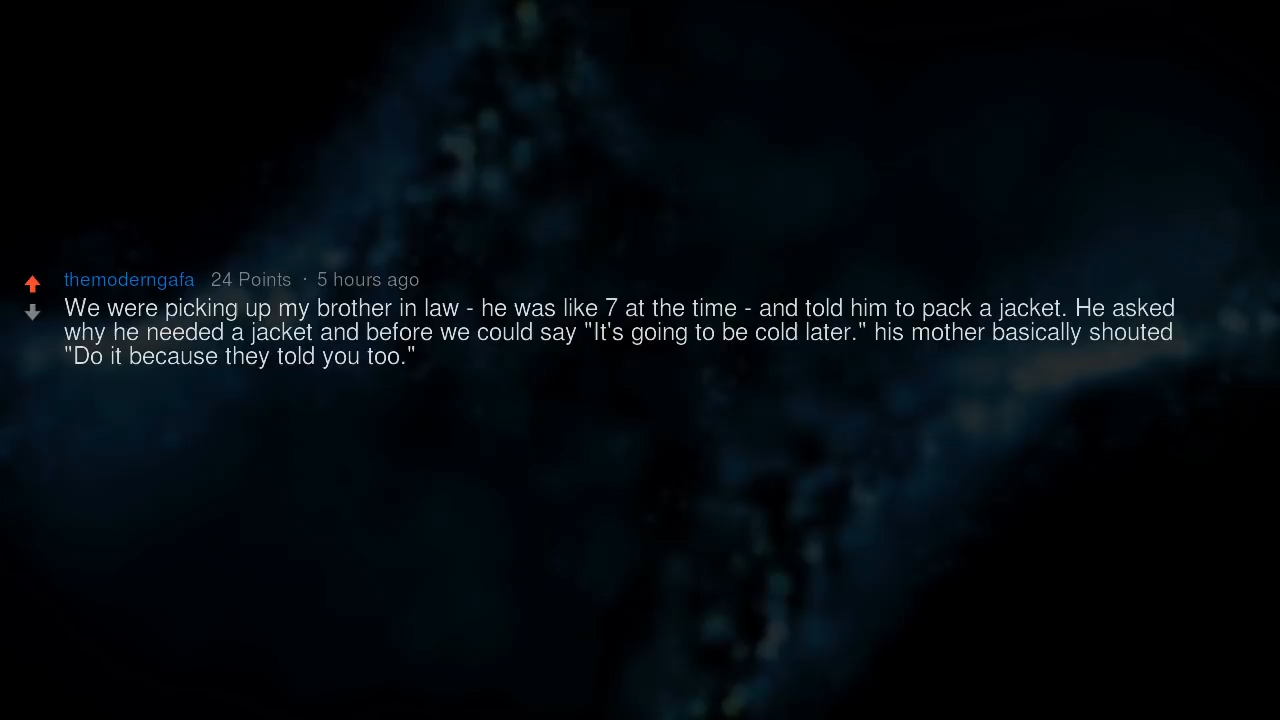 themoderngafa 24 Points · 5 hours ago
We were picking up my brother in law - he was like 7 at the time - and told him to pack a jacket. He asked
why he needed a jacket and before we could say "It's going to be cold later." his mother basically shouted
"Do it because they told you too."